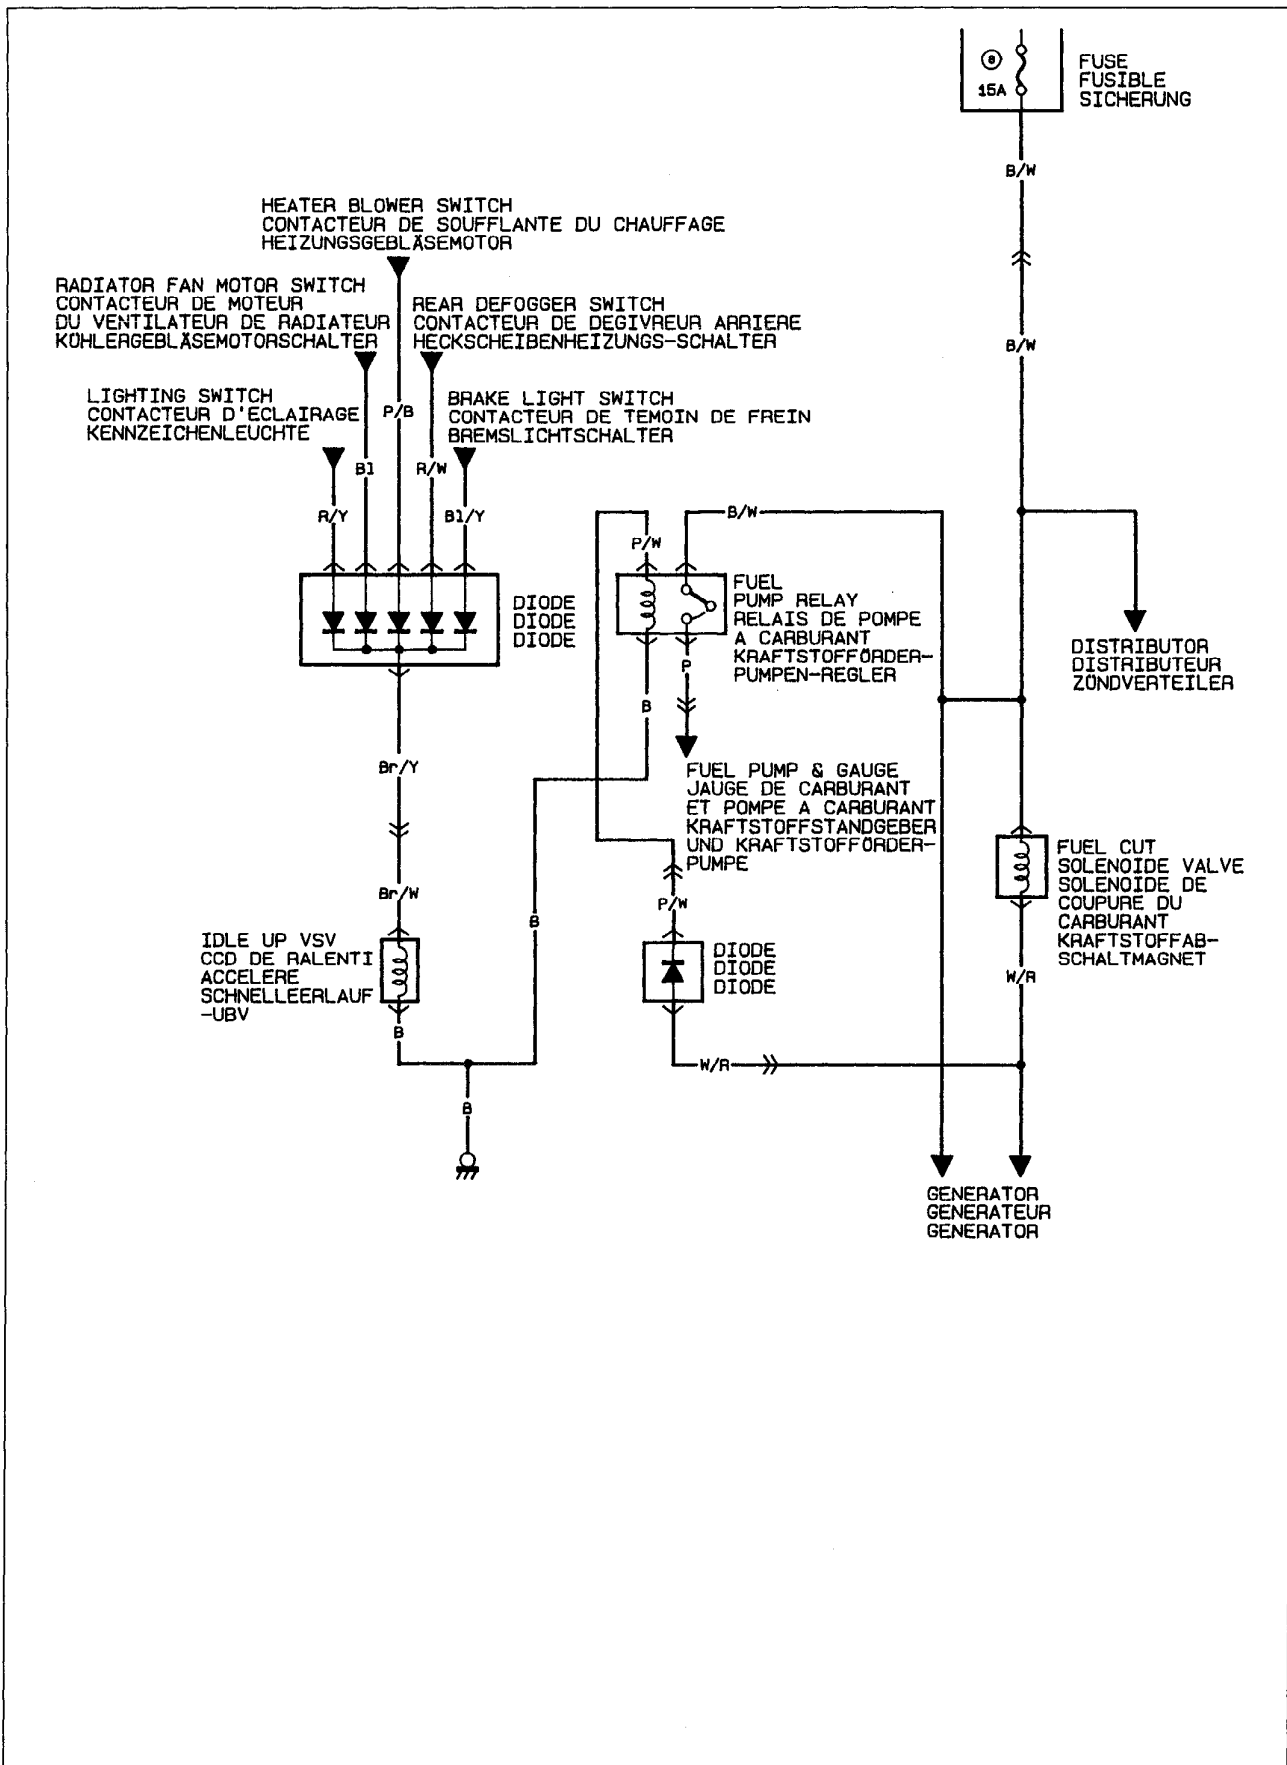 8
15A
FUSE
FUSIBLE
SICHERUNG
B/W
HEATER BLOWER SWITCH
CONTACTEUR DE SOUFFLANTE DU CHAUFFAGE
HEIZUNGSGEBLÄSEMOTOR
RADIATOR FAN MOTOR SWITCH
CONTACTEUR DE MOTEUR
DU VENTILATEUR DE RADIATEUR
KÖHLERGEBLÄSEMOTORSCHALTER
REAR DEFOGGER SWITCH
CONTACTEUR DE DEGIVREUR ARRIERE
HECKSCHEIBENHEIZUNGS-SCHALTER
B/W
LIGHTING SWITCH
CONTACTEUR D'ECLAIRAGE
KENNZEICHENLEUCHTE
P/B
BRAKE LIGHT SWITCH
CONTACTEUR DE TEMOIN DE FREIN
BREMSLICHTSCHALTER
Bl
R/W
R/Y
Bl/Y
B/W
P/W
DIODE
DIODE
DIODE
FUEL
PUMP RELAY
RELAIS DE POMPE
A CARBURANT
KRAFTSTOFFÖRDER-
PUMPEN-REGLER
DISTRIBUTOR
DISTRIBUTEUR
ZÖNDVERTEILER
P
B
Br/Y
FUEL PUMP & GAUGE
JAUGE DE CARBURANT
ET POMPE A CARBURANT
KRAFTSTOFFSTANDGEBER
UND KRAFTSTOFFÖRDER-
PUMPE
FUEL CUT
SOLENOIDE VALVE
SOLENOIDE DE
COUPURE DU
CARBURANT
KRAFTSTOFFAB-
SCHALTMAGNET
Br/W
P/W
B
IDLE UP VSV
CCD DE RALENTI
ACCELERE
SCHNELLEERLAUF
-UBV
DIODE
DIODE
DIODE
W/R
B
W/R
B
GENERATOR
GENERATEUR
GENERATOR